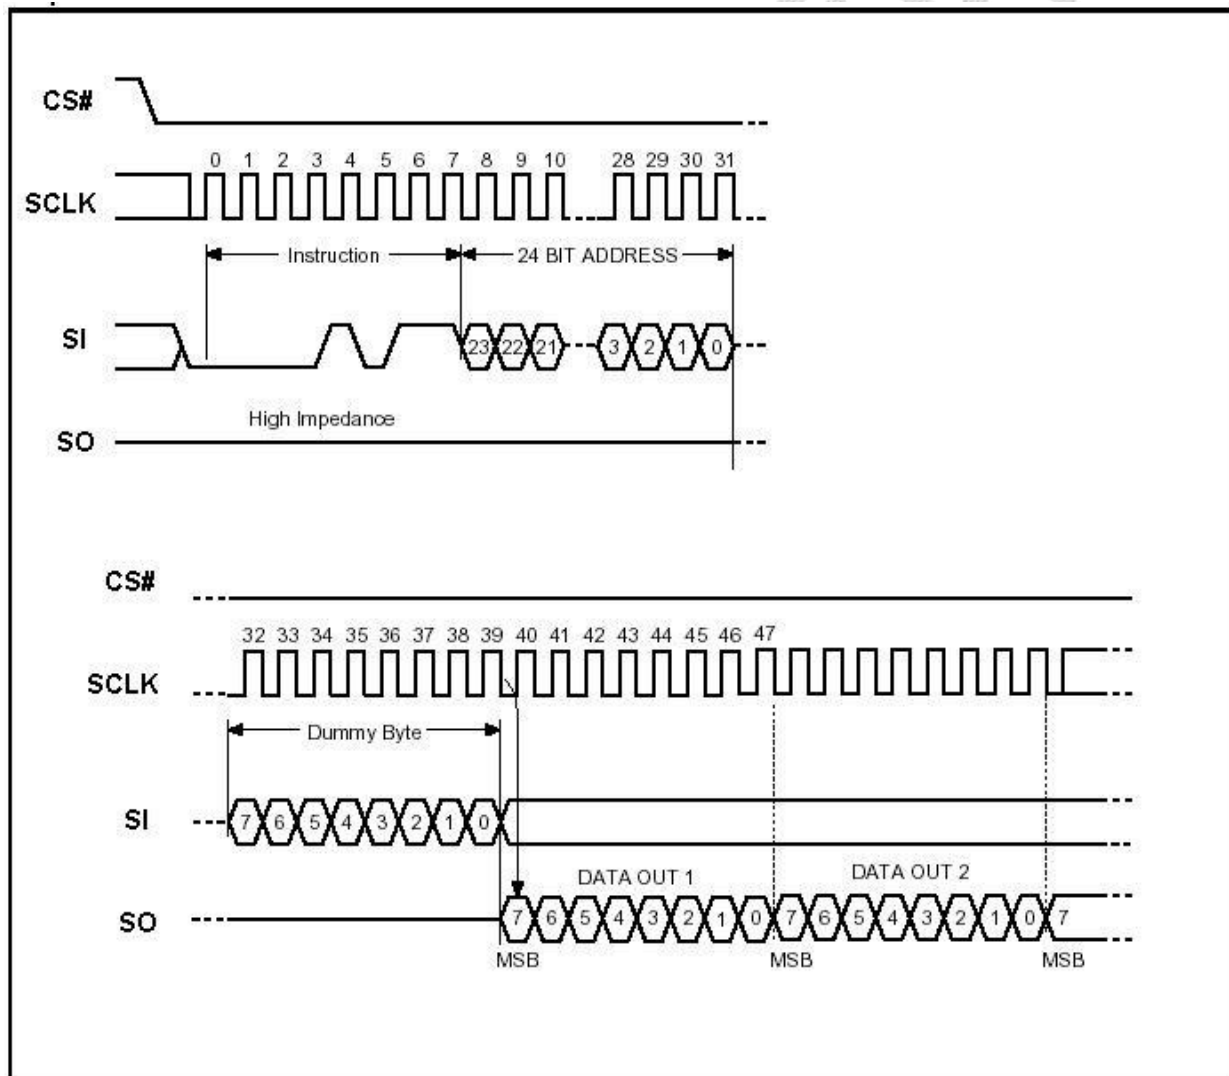 CS#
0 1 2 3 4 5 6 7 8 9 10 28 29 30 31
SCLK
Instruction 24 BIT ADDRESS
SI
23 22 21 3 2 1 0
High Impedance
SO
CS#
32 33 34 35 36 37 38 39 40 41 42 43 44 45 46 47
SCLK
Dummy Byte
SI
7 6 5 4 3 2 1 0
DATA OUT 1 DATA OUT 2
SO
7 6 5 4 3 2 1 0 7 6 5 4 3 2 1 0 7
MSB MSB MSB